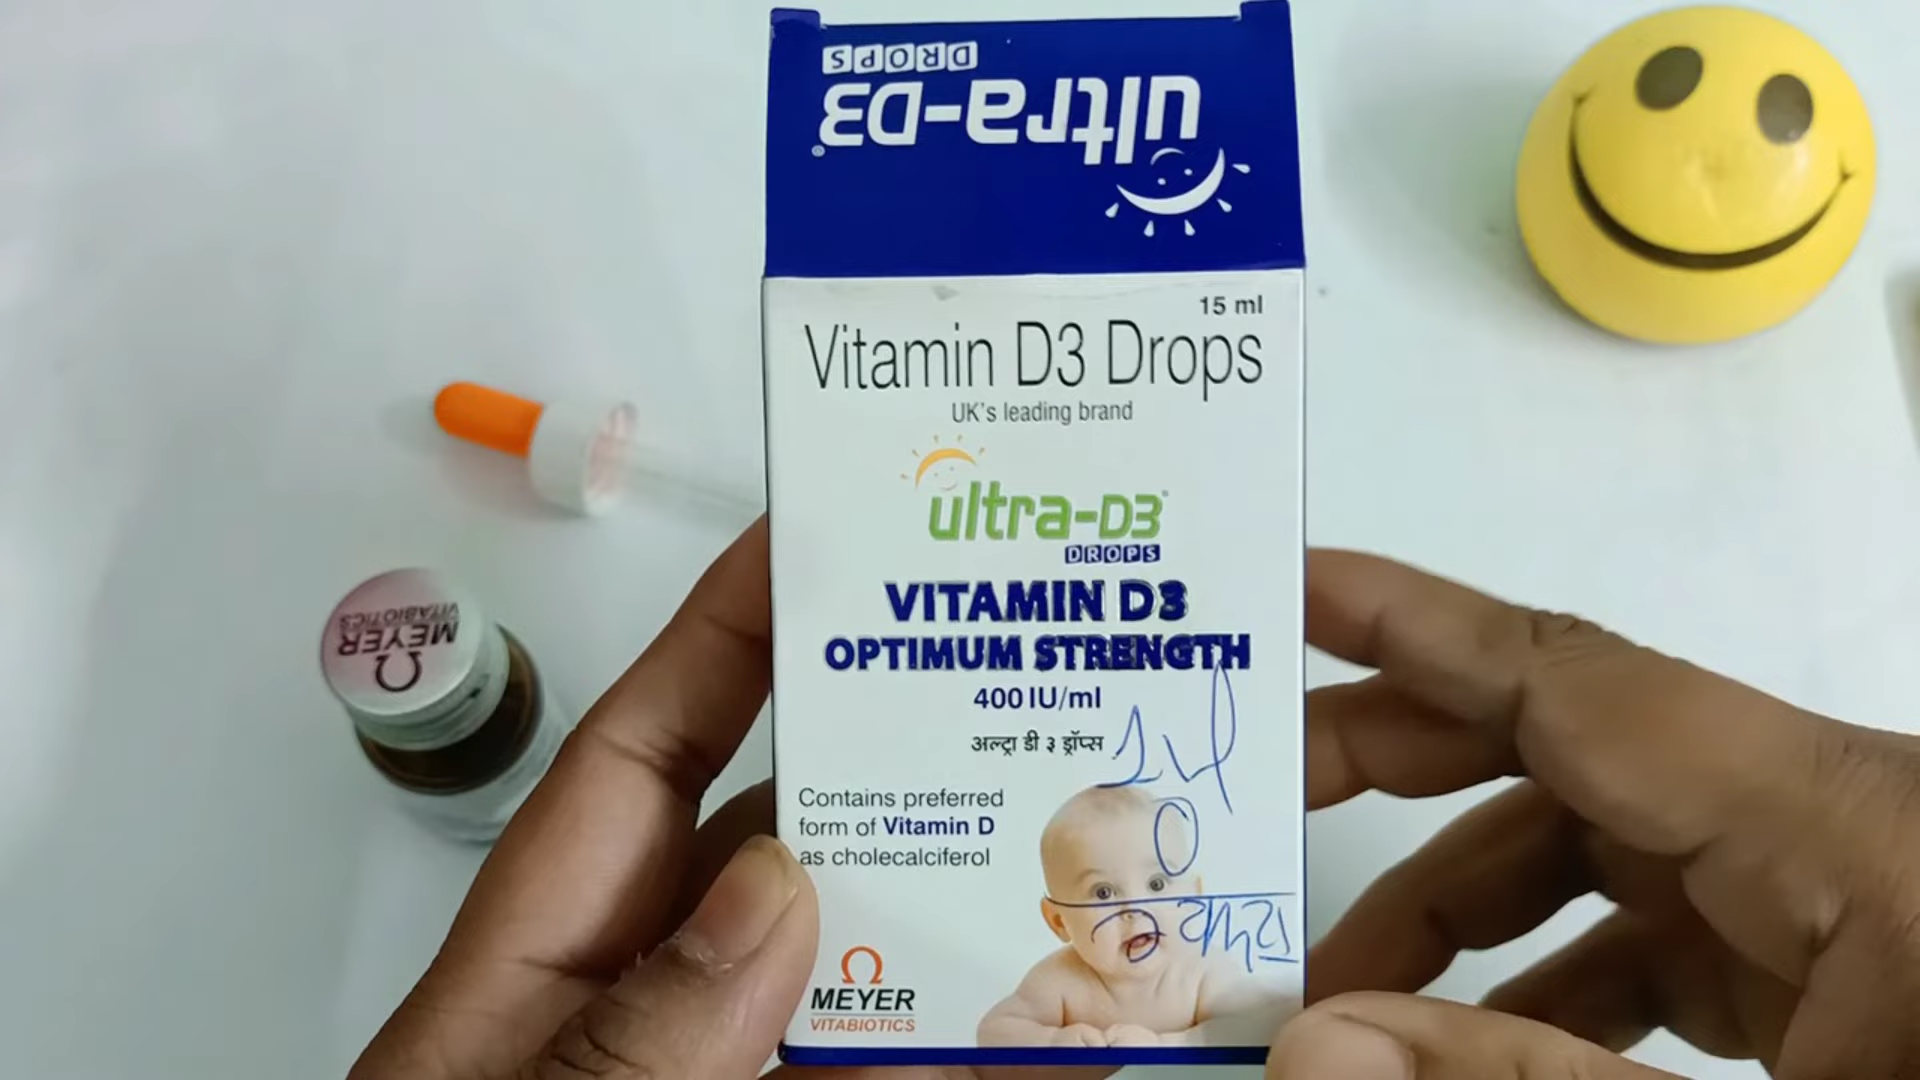 DROPS
ultra-D3®
15 ml
Vitamin D3 Drops
UK's leading brand
ultra-D3®
DROPS
VITAMIN D3
OPTIMUM STRENGTH
400 IU/ml
अल्ट्रा डी ३ ड्रॉप्स
Contains preferred
form of Vitamin D
as cholecalciferol
MEYER
VITABIOTICS
MEYER
VITABIOTICS